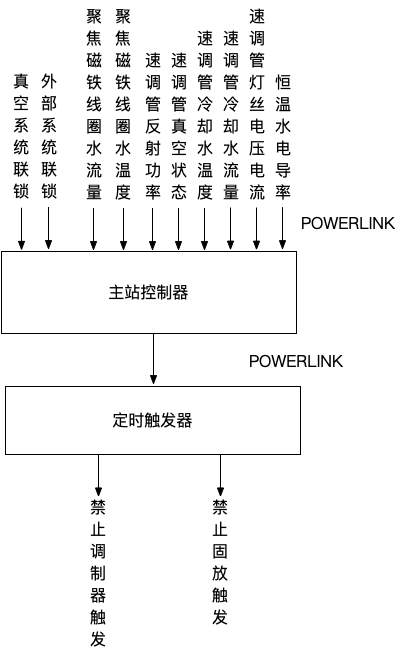 真空系统联锁
外部系统联锁
聚焦磁铁线圈水流量
聚焦磁铁线圈水温度
速调管反射功率
速调管真空状态
速调管冷却水温度
速调管冷却水流量
速调管灯丝电压电流
恒温水电导率
POWERLINK
主站控制器
POWERLINK
定时触发器
禁止调制器触发
禁止固放触发